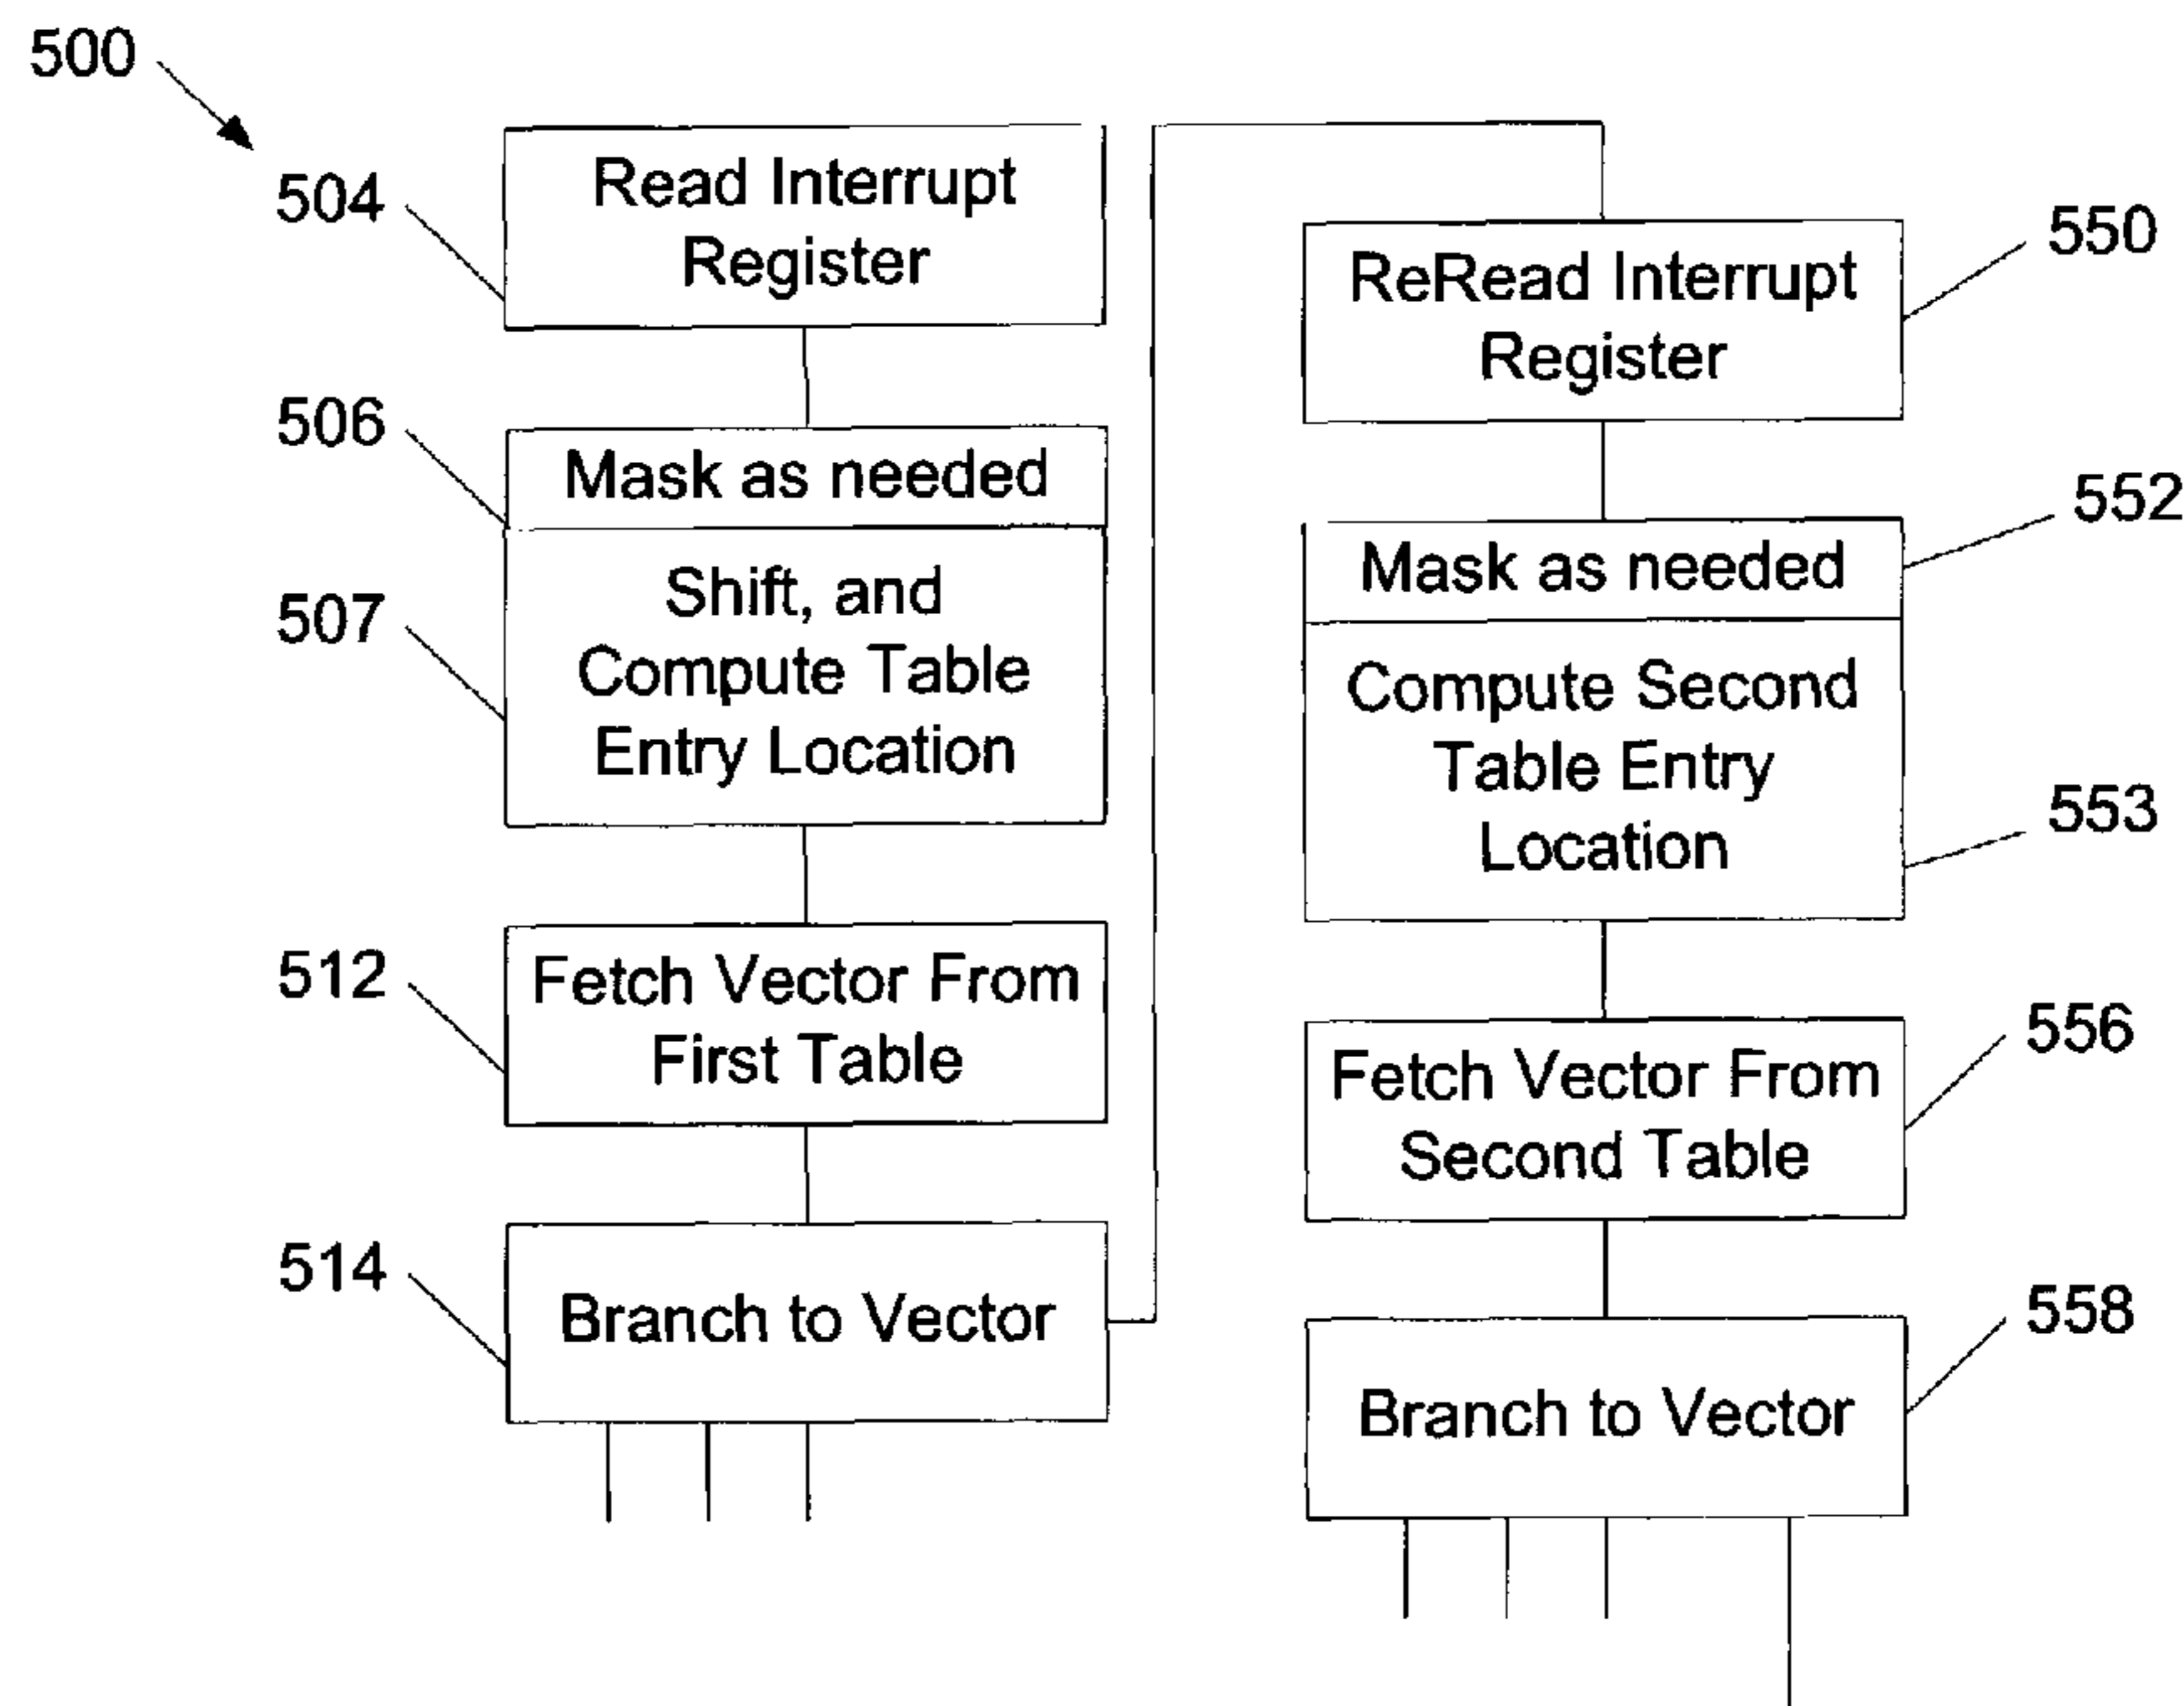 500
504
Read Interrupt
Register
506
Mask as needed
507
Shift, and
Compute Table
Entry Location
512
Fetch Vector From
First Table
514
Branch to Vector
550
ReRead Interrupt
Register
552
Mask as needed
553
Compute Second
Table Entry
Location
556
Fetch Vector From
Second Table
558
Branch to Vector